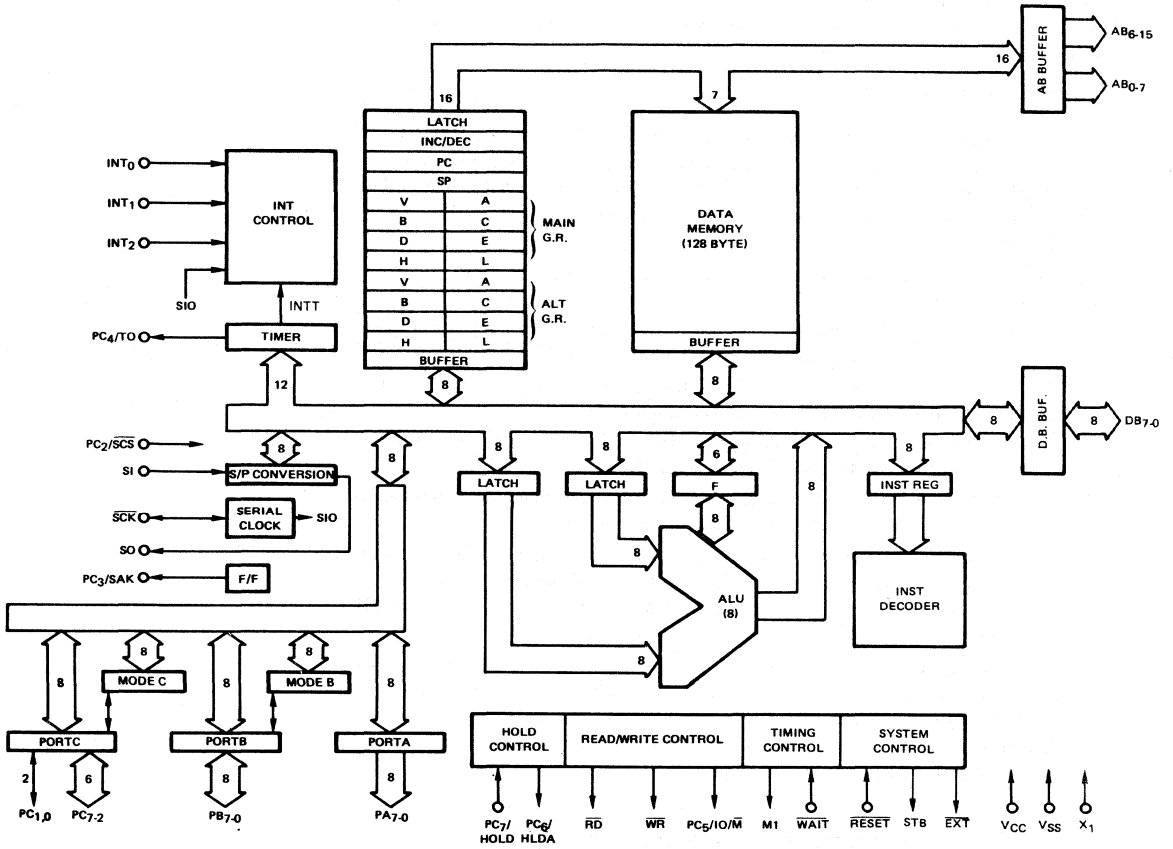 AB6-15
AB BUFFER
16
AB0-7
16
7
LATCH
INC/DEC
PC
SP
V A
B C
D E
H L
MAIN
G.R.
V A
B C
D E
H L
ALT
G.R.
BUFFER
8
INT0
INT1
INT2
SIO
INT
CONTROL
INTT
PC4/TO
TIMER
12
DATA
MEMORY
(128 BYTE)
BUFFER
8
8
D.B. BUF.
8
DB7-0
PC2/SCS
SI
8
S/P CONVERSION
SCK
SERIAL
CLOCK
SIO
SO
PC3/SAK
F/F
8
8
LATCH
8
LATCH
6
F
8
8
8
INST REG
8
8
ALU
(8)
INST
DECODER
8
8
MODE C
8
8
MODE B
8
PORTC
PORTB
PORTA
2
6
8
8
PC1,0
PC7-2
PB7-0
PA7-0
HOLD
CONTROL
READ/WRITE CONTROL
TIMING
CONTROL
SYSTEM
CONTROL
PC7/
HOLD
PC6/
HLDA
RD
WR
PC5/IO/M
M1
WAIT
RESET
STB
EXT
VCC
VSS
X1